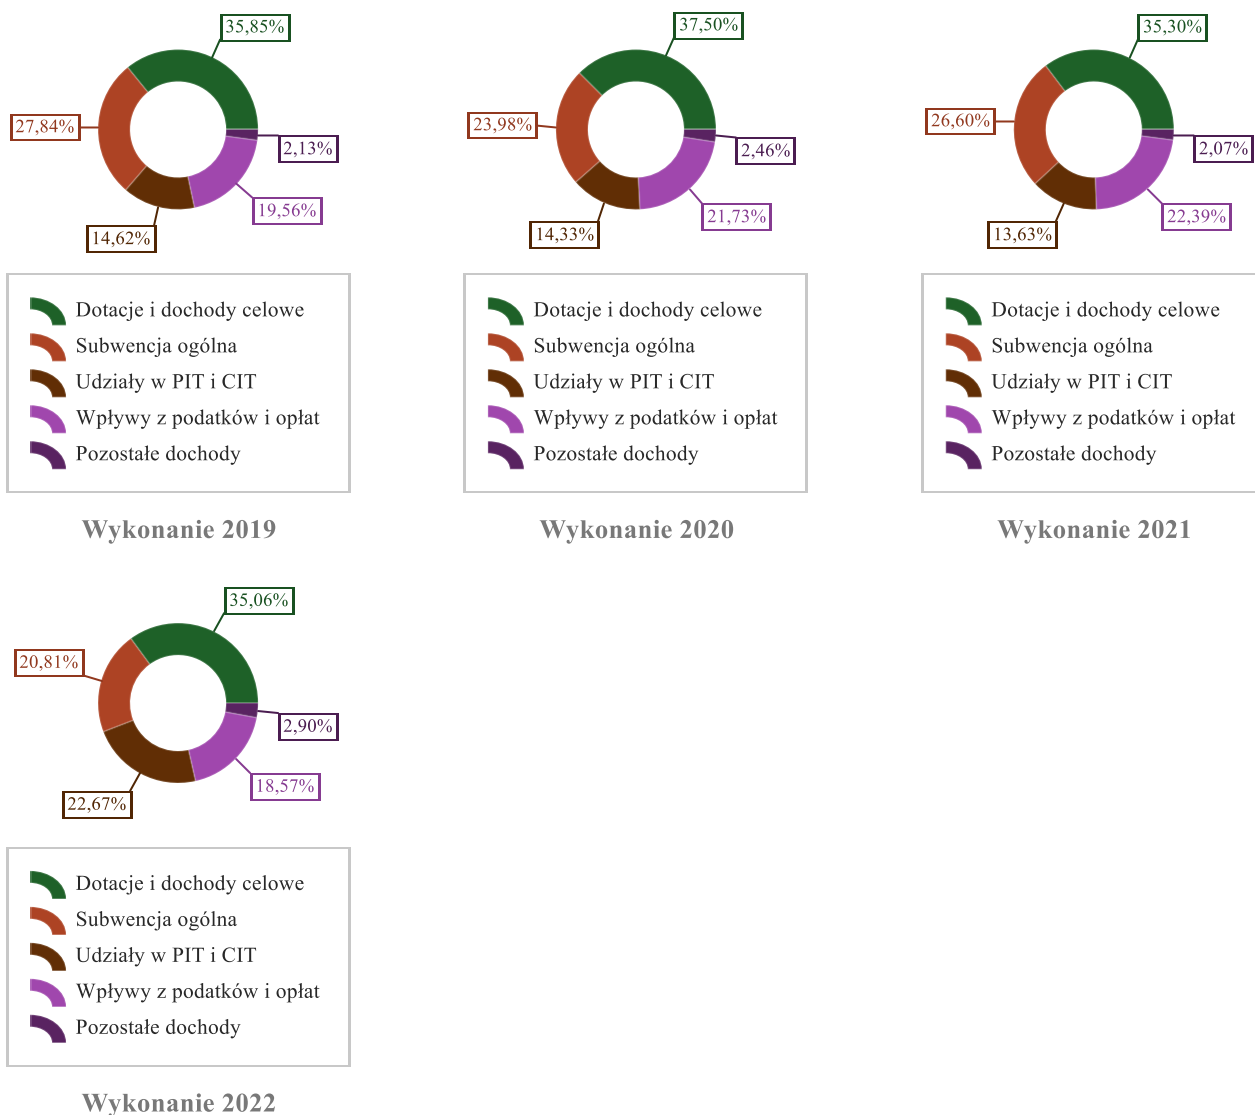 35,85%
27,84%
2,13%
19,56%
14,62%
Dotacje i dochody celowe
Subwencja ogólna
Udziały w PIT i CIT
Wpływy z podatków i opłat
Pozostałe dochody
Wykonanie 2019
37,50%
23,98%
2,46%
21,73%
14,33%
Dotacje i dochody celowe
Subwencja ogólna
Udziały w PIT i CIT
Wpływy z podatków i opłat
Pozostałe dochody
Wykonanie 2020
35,30%
26,60%
2,07%
22,39%
13,63%
Dotacje i dochody celowe
Subwencja ogólna
Udziały w PIT i CIT
Wpływy z podatków i opłat
Pozostałe dochody
Wykonanie 2021
35,06%
20,81%
2,90%
18,57%
22,67%
Dotacje i dochody celowe
Subwencja ogólna
Udziały w PIT i CIT
Wpływy z podatków i opłat
Pozostałe dochody
Wykonanie 2022